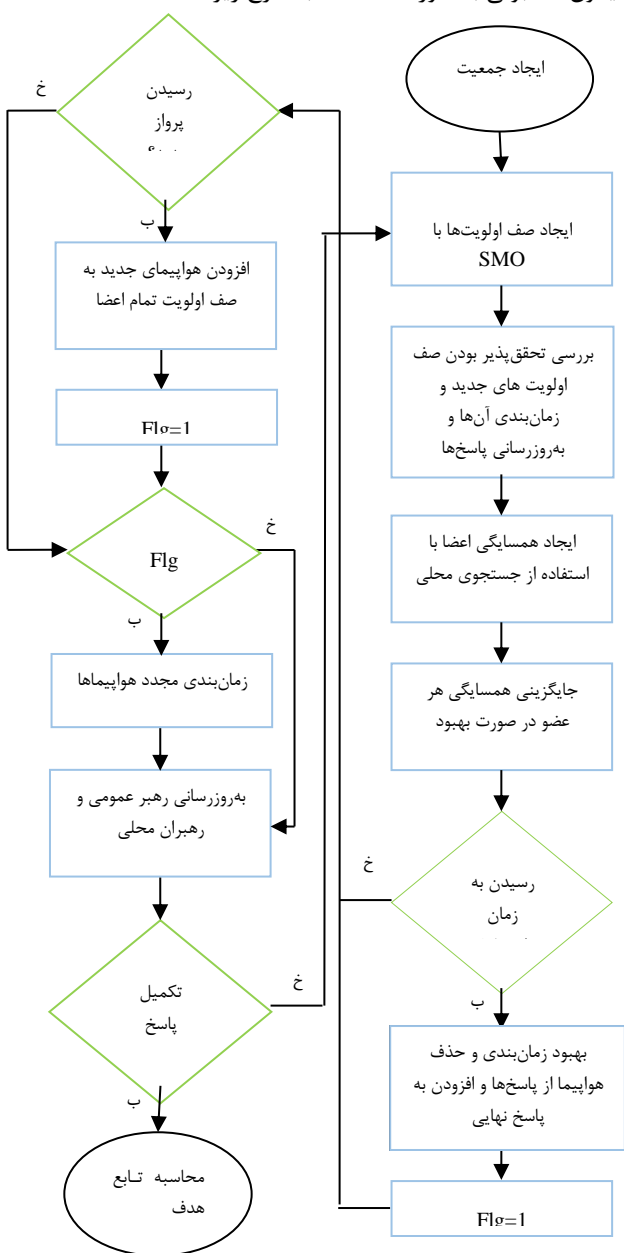 ایجاد جمعیت
ایجاد صف اولویت‌ها با
SMO
بررسی تحقق‌پذیر بودن صف
اولویت های جدید و
زمان‌بندی آن‌ها و
به‌روزرسانی پاسخ‌ها
ایجاد همسایگی اعضا با
استفاده از جستجوی محلی
جایگزینی همسایگی هر
عضو در صورت بهبود
رسیدن به
زمان
خ
ب
بهبود زمان‌بندی و حذف
هواپیما از پاسخ‌ها و افزودن به
پاسخ نهایی
Flg=1
رسیدن
پرواز
خ
ب
افزودن هواپیمای جدید به
صف اولویت تمام اعضا
Flg=1
Flg
خ
ب
زمان‌بندی مجدد هواپیماها
به‌روزرسانی رهبر عمومی و
رهبران محلی
تکمیل
پاسخ
خ
ب
محاسبه تابع
هدف